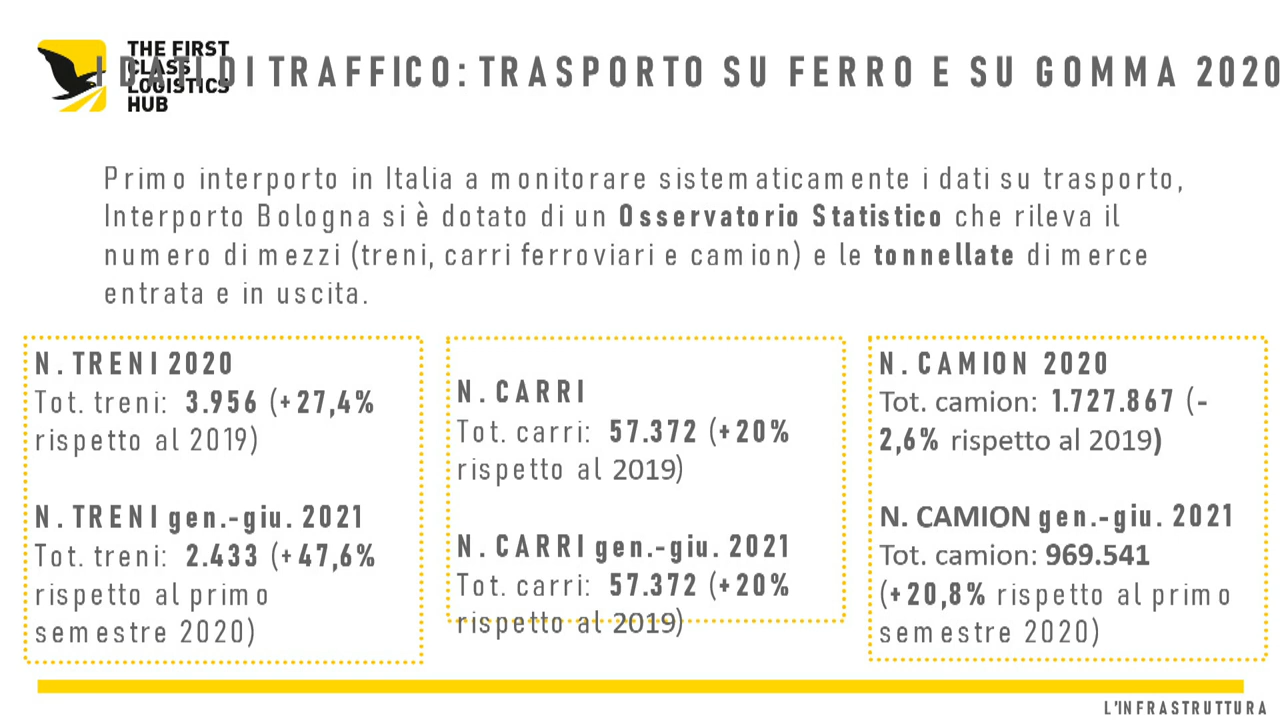 THE FIRST
CLASS
LOGISTICS
HUB
I DATI DI TRAFFICO: TRASPORTO SU FERRO E SU GOMMA 2020
Primo interporto in Italia a monitorare sistematicamente i dati su trasporto,
Interporto Bologna si è dotato di un Osservatorio Statistico che rileva il
numero di mezzi (treni, carri ferroviari e camion) e le tonnellate di merce
entrata e in uscita.
N. TRENI 2020
Tot. treni: 3.956 (+27,4%
rispetto al 2019)
N. TRENI gen.-giu. 2021
Tot. treni: 2.433 (+47,6%
rispetto al primo
semestre 2020)
N. CARRI
Tot. carri: 57.372 (+20%
rispetto al 2019)
N. CARRI gen.-giu. 2021
Tot. carri: 57.372 (+20%
rispetto al 2019)
N. CAMION 2020
Tot. camion: 1.727.867 (-
2,6% rispetto al 2019)
N. CAMION gen.-giu. 2021
Tot. camion: 969.541
(+20,8% rispetto al primo
semestre 2020)
L'INFRASTRUTTURA